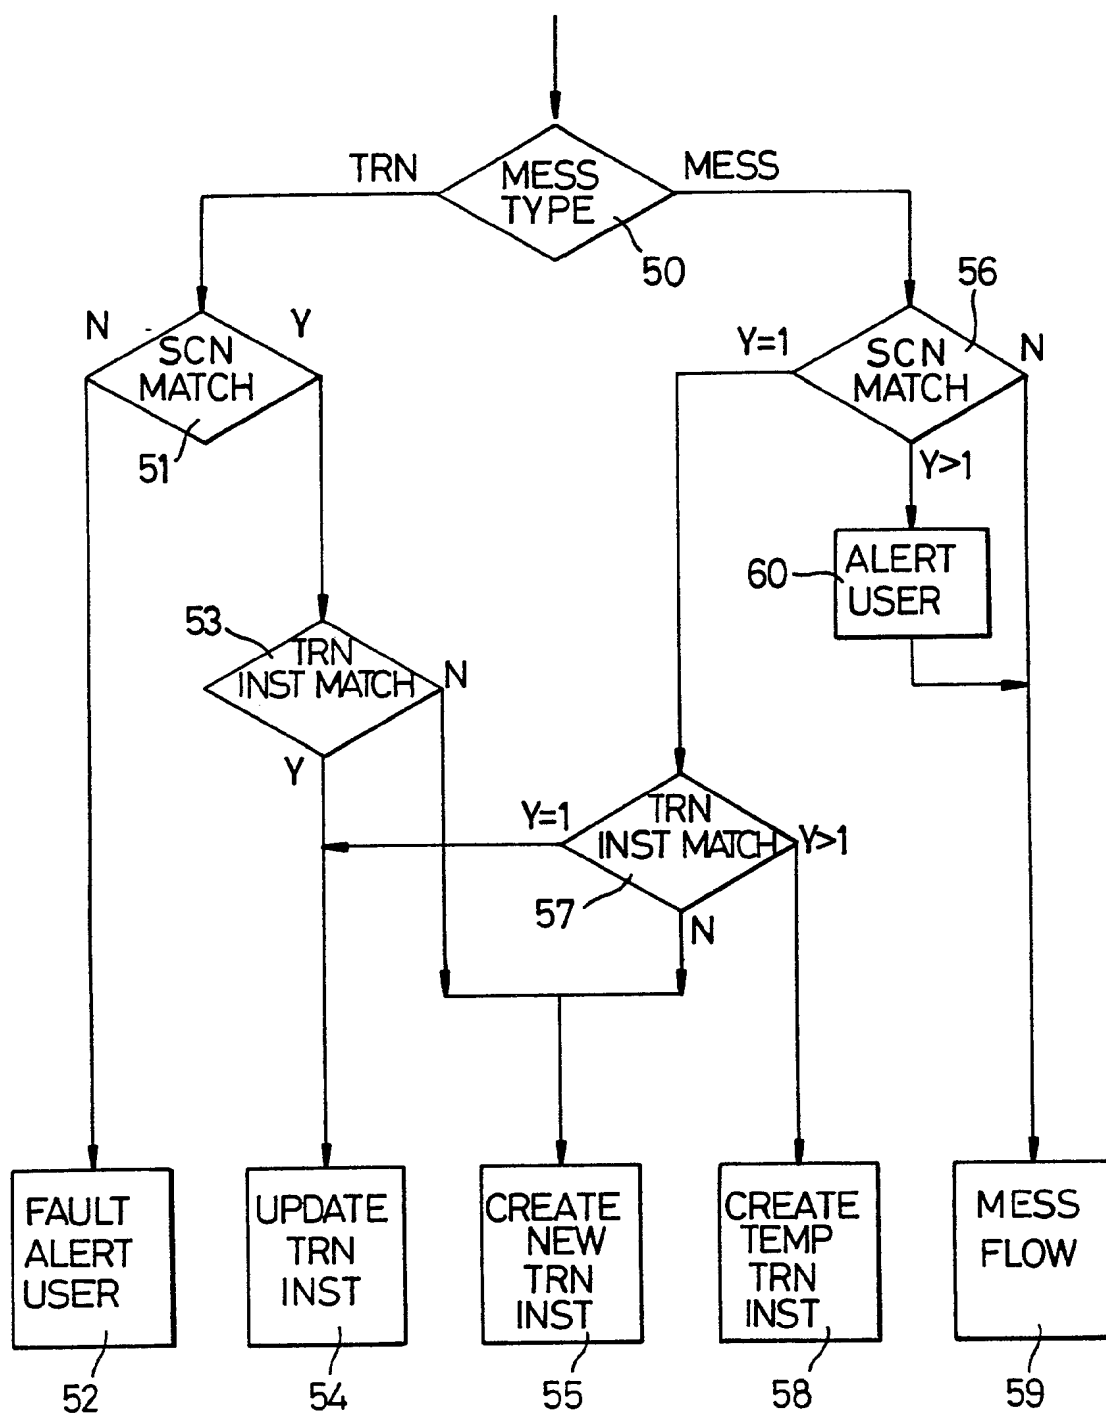 TRN
MESS
TYPE
MESS
50
N
Y
SCN
MATCH
51
Y=1
SCN
MATCH
N
56
Y>1
60
ALERT
USER
53
TRN
INST MATCH
N
Y
Y=1
TRN
INST MATCH
Y>1
57
N
FAULT
ALERT
USER
52
UPDATE
TRN
INST
54
CREATE
NEW
TRN
INST
55
CREATE
TEMP
TRN
INST
58
MESS
FLOW
59